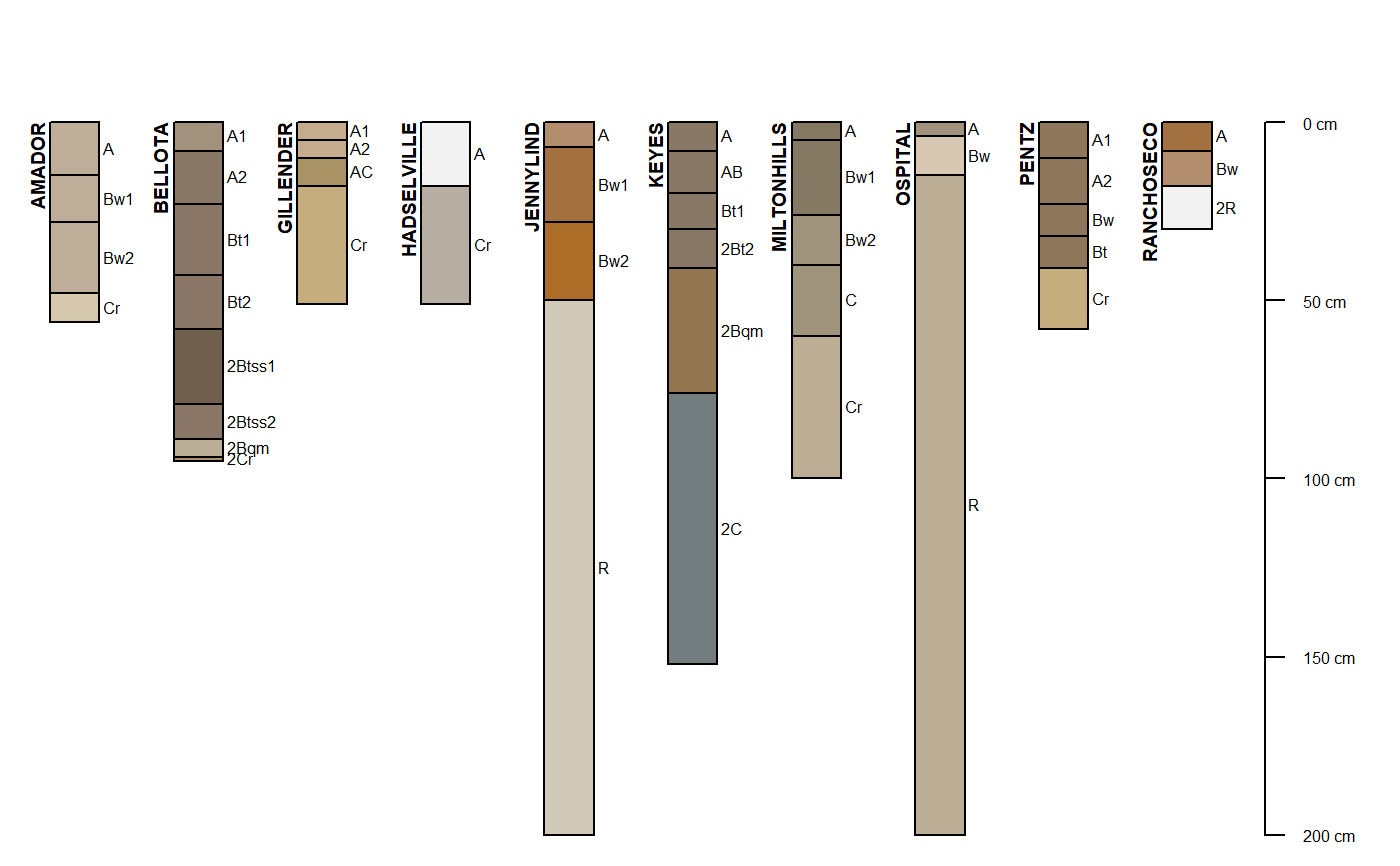 AMADOR
A
Bw1
Bw2
Cr
BELLOTA
A1
A2
Bt1
Bt2
2Btss1
2Btss2
2Bqm
2Cr
GILLENDER
A1
A2
AC
Cr
HADSELVILLE
A
Cr
JENNYLIND
A
Bw1
Bw2
R
KEYES
A
AB
Bt1
2Bt2
2Bqm
2C
MILTONHILLS
A
Bw1
Bw2
C
Cr
OSPITAL
A
Bw
R
PENTZ
A1
A2
Bw
Bt
Cr
RANCHOSECO
A
Bw
2R
0 cm
50 cm
100 cm
150 cm
200 cm